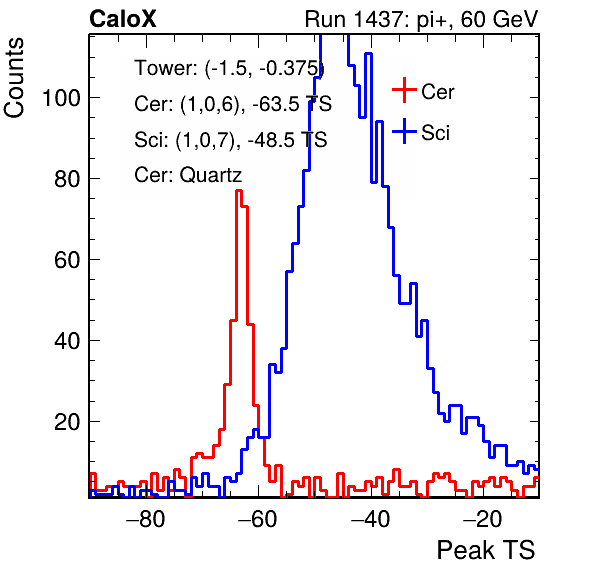 CaloX Run 1437: pi+, 60 GeV
Counts
Tower: (-1.5, -0.375)
Cer: (1,0,6), -63.5 TS
Sci: (1,0,7), -48.5 TS
Cer: Quartz
Cer
Sci
100
80
60
40
20
−80 −60 −40 −20
Peak TS